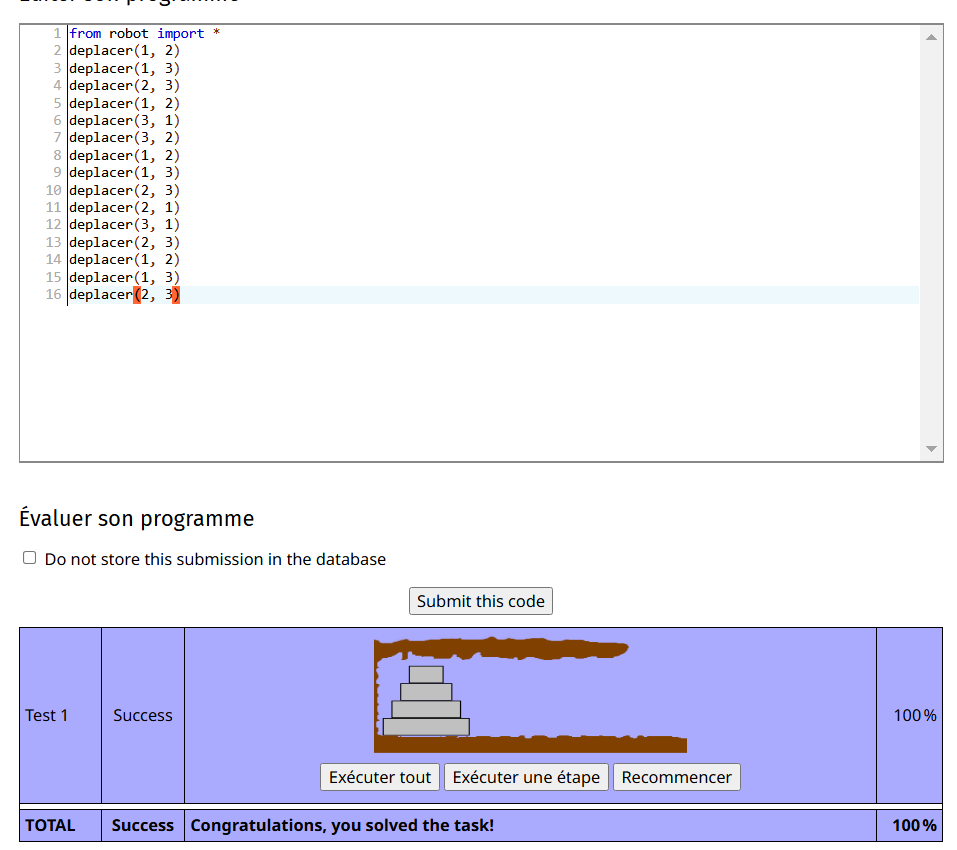 Éditer son programme
1 from robot import *
2 deplacer(1, 2)
3 deplacer(1, 3)
4 deplacer(2, 3)
5 deplacer(1, 2)
6 deplacer(3, 1)
7 deplacer(3, 2)
8 deplacer(1, 2)
9 deplacer(1, 3)
10 deplacer(2, 3)
11 deplacer(2, 1)
12 deplacer(3, 1)
13 deplacer(2, 3)
14 deplacer(1, 2)
15 deplacer(1, 3)
16 deplacer(2, 3)
Évaluer son programme
Do not store this submission in the database
Submit this code
Test 1 Success 100 %
Exécuter tout Exécuter une étape Recommencer
TOTAL Success Congratulations, you solved the task! 100 %